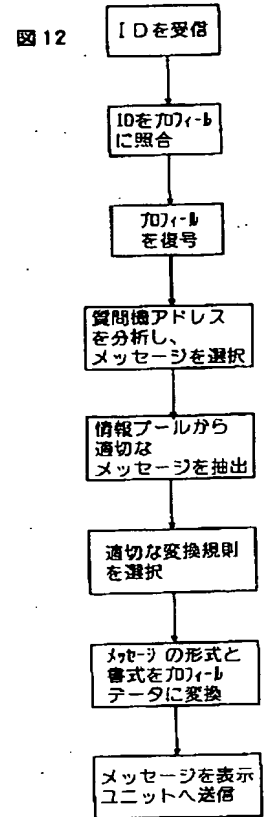 図12
IDを受信
IDをプロフィール
に照合
プロフィール
を復号
質問機アドレス
を分析し、
メッセージを選択
情報プールから
適切な
メッセージを抽出
適切な変換規則
を選択
メッセージの形式と
書式をプロフィール
データに変換
メッセージを表示
ユニットへ送信